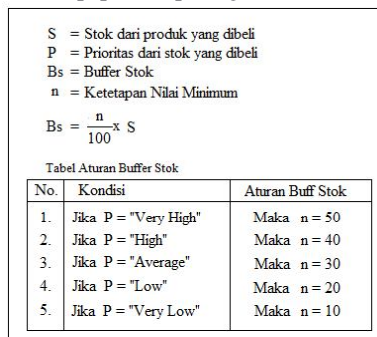 S = Stok dari produk yang dibeli
P = Prioritas dari stok yang dibeli
Bs = Buffer Stok
n = Ketetapan Nilai Minimum
Bs = n/100 x S
Tabel Aturan Buffer Stok
No. Kondisi Aturan Buff Stok
1. Jika P = "Very High" Maka n = 50
2. Jika P = "High" Maka n = 40
3. Jika P = "Average" Maka n = 30
4. Jika P = "Low" Maka n = 20
5. Jika P = "Very Low" Maka n = 10